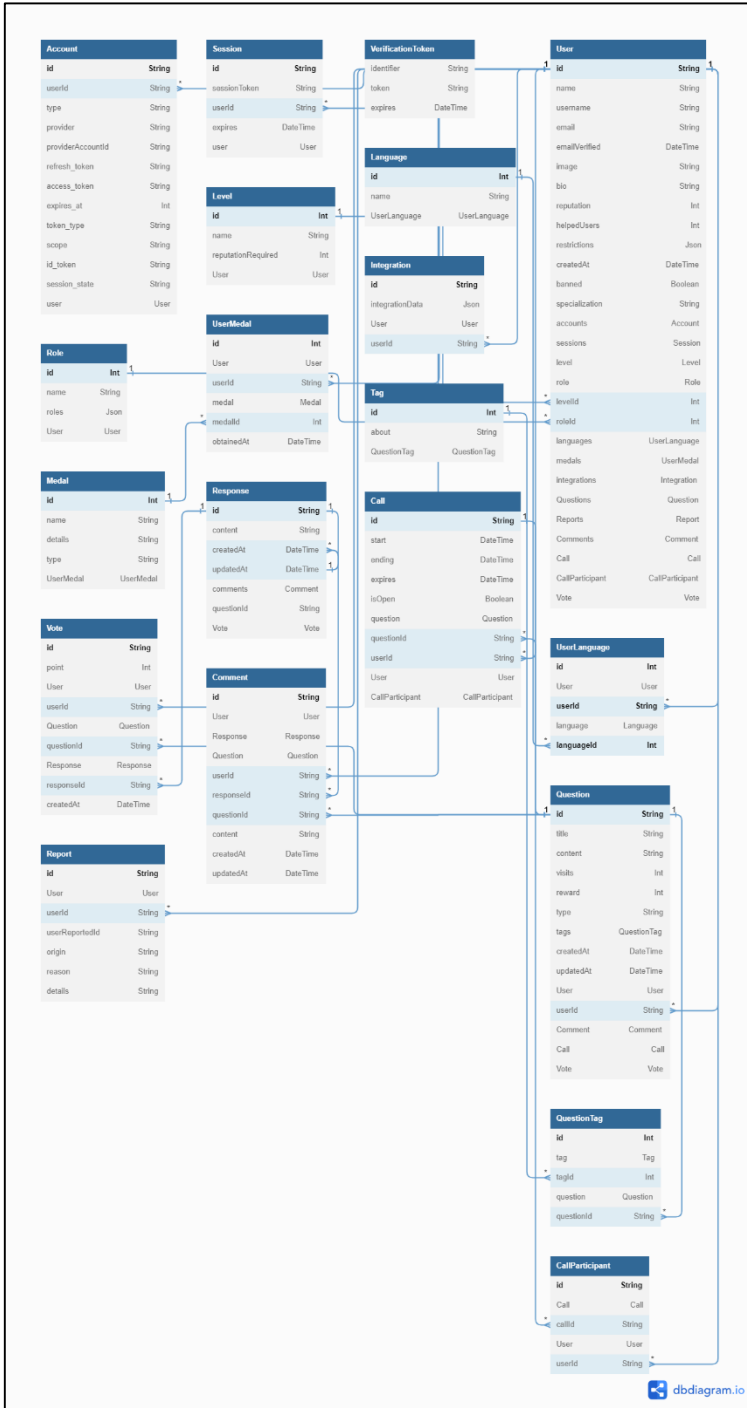 Account
id String
userId String
type String
provider String
providerAccountId String
refresh_token String
access_token String
expires_at Int
token_type String
scope String
id_token String
session_state String
user User
Session
id String
sessionToken String
userId String
expires DateTime
user User
VerificationToken
identifier String
token String
expires DateTime
User
id String
name String
username String
email String
emailVerified DateTime
image String
bio String
reputation Int
helpedUsers Int
restrictions Json
createdAt DateTime
banned Boolean
specialization String
accounts Account
sessions Session
level Level
role Role
levelId Int
roleId Int
languages UserLanguage
medals UserMedal
integrations Integration
Questions Question
Reports Report
Comments Comment
Call Call
CallParticipant CallParticipant
Vote Vote
Language
id Int
name String
UserLanguage UserLanguage
Level
id Int
name String
reputationRequired Int
User User
Integration
id String
integrationData Json
User User
userId String
UserMedal
id Int
User User
userId String
medal Medal
medalId Int
obtainedAt DateTime
Role
id Int
name String
roles Json
User User
Tag
id Int
about String
QuestionTag QuestionTag
Medal
id Int
name String
details String
type String
UserMedal UserMedal
Response
id String
content String
createdAt DateTime
updatedAt DateTime
comments Comment
questionId String
Vote Vote
Call
id String
start DateTime
ending DateTime
expires DateTime
isOpen Boolean
question Question
questionId String
userId String
User User
CallParticipant CallParticipant
Vote
id String
point Int
User User
userId String
Question Question
questionId String
Response Response
responseId String
createdAt DateTime
Comment
id String
User User
Response Response
Question Question
userId String
responseId String
questionId String
content String
createdAt DateTime
updatedAt DateTime
UserLanguage
id Int
User User
userId String
language Language
languageId Int
Question
id String
title String
content String
visits Int
reward Int
type String
tags QuestionTag
createdAt DateTime
updatedAt DateTime
User User
userId String
Comment Comment
Call Call
Vote Vote
Report
id String
User User
userId String
userReportedId String
origin String
reason String
details String
QuestionTag
id Int
tag Tag
tagId Int
question Question
questionId String
CallParticipant
id String
Call Call
callId String
User User
userId String
dbdiagram.io